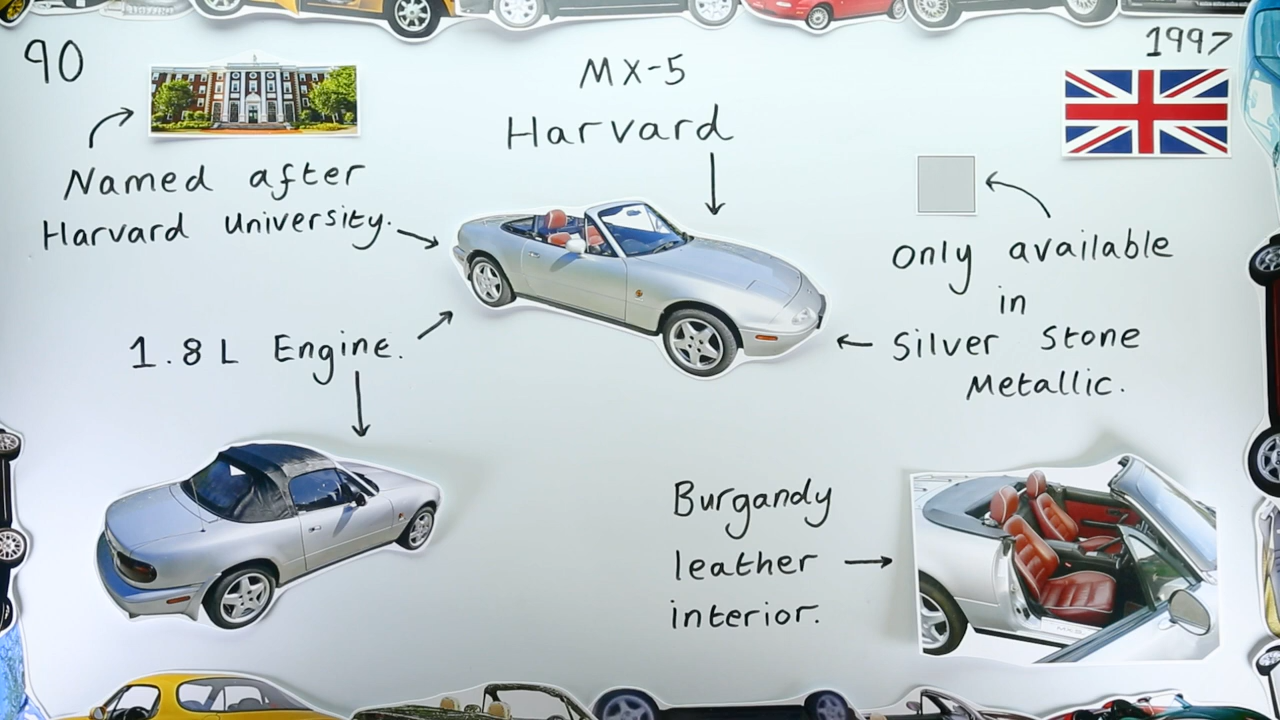 90
1997
MX-5
Harvard
Named after
Harvard University.
Only available
in
Silver Stone
Metallic.
1.8L Engine.
Burgandy
leather
interior.